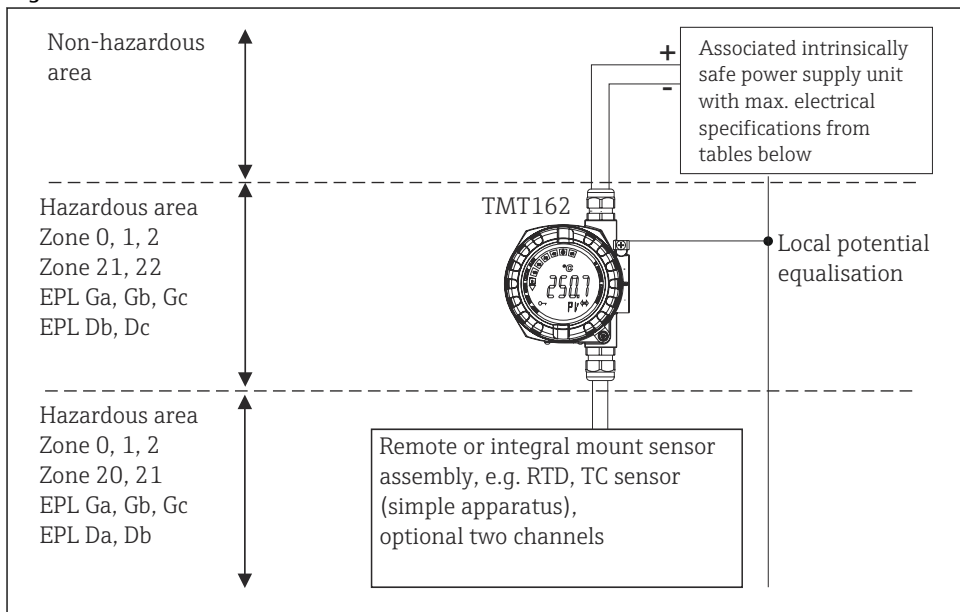 Non-hazardous
area
+
-
Associated intrinsically
safe power supply unit
with max. electrical
specifications from
tables below
Hazardous area
Zone 0, 1, 2
Zone 21, 22
EPL Ga, Gb, Gc
EPL Db, Dc
TMT162
°C
250.1
PV
Local potential
equalisation
Hazardous area
Zone 0, 1, 2
Zone 20, 21
EPL Ga, Gb, Gc
EPL Da, Db
Remote or integral mount sensor
assembly, e.g. RTD, TC sensor
(simple apparatus),
optional two channels